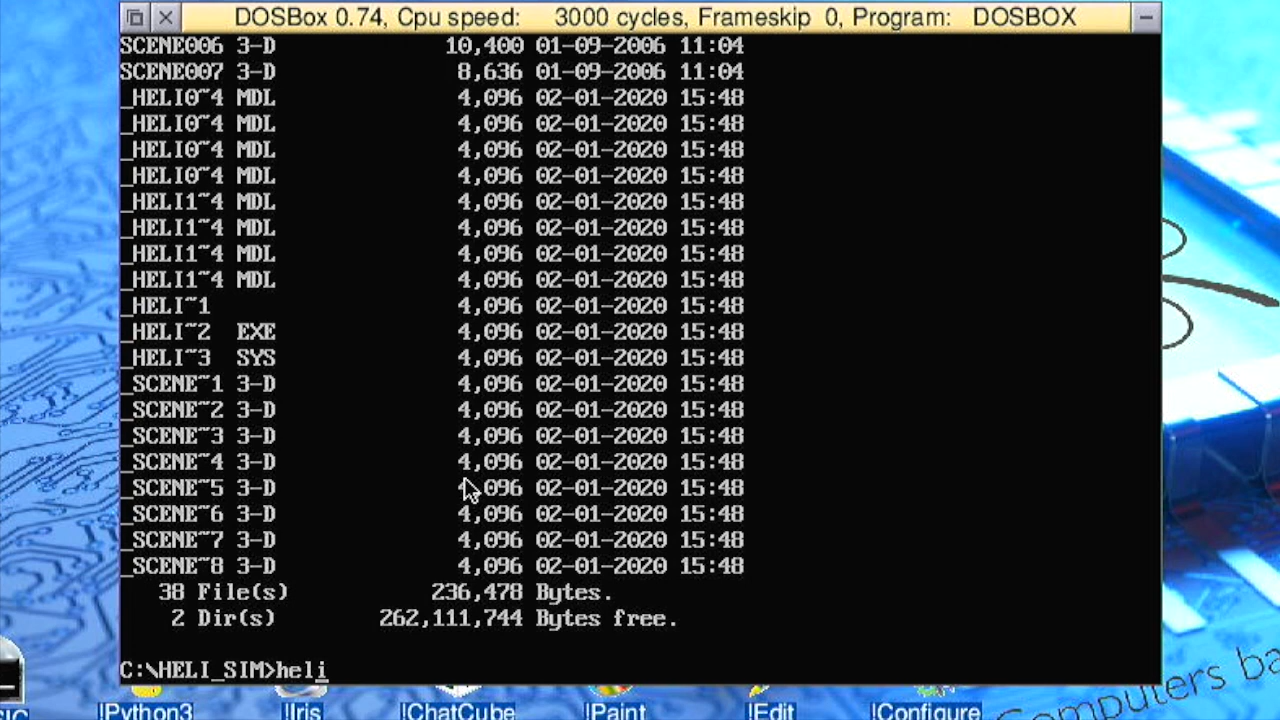 DOSBox 0.74, Cpu speed: 3000 cycles, Frameskip 0, Program: DOSBOX
SCENE006 3-D 10,400 01-09-2006 11:04
SCENE007 3-D 8,636 01-09-2006 11:04
_HELI0~4 MDL 4,096 02-01-2020 15:48
_HELI0~4 MDL 4,096 02-01-2020 15:48
_HELI0~4 MDL 4,096 02-01-2020 15:48
_HELI0~4 MDL 4,096 02-01-2020 15:48
_HELI1~4 MDL 4,096 02-01-2020 15:48
_HELI1~4 MDL 4,096 02-01-2020 15:48
_HELI1~4 MDL 4,096 02-01-2020 15:48
_HELI1~4 MDL 4,096 02-01-2020 15:48
_HELI~1 4,096 02-01-2020 15:48
_HELI~2 EXE 4,096 02-01-2020 15:48
_HELI~3 SYS 4,096 02-01-2020 15:48
_SCENE~1 3-D 4,096 02-01-2020 15:48
_SCENE~2 3-D 4,096 02-01-2020 15:48
_SCENE~3 3-D 4,096 02-01-2020 15:48
_SCENE~4 3-D 4,096 02-01-2020 15:48
_SCENE~5 3-D 4,096 02-01-2020 15:48
_SCENE~6 3-D 4,096 02-01-2020 15:48
_SCENE~7 3-D 4,096 02-01-2020 15:48
_SCENE~8 3-D 4,096 02-01-2020 15:48
38 File(s) 236,478 Bytes.
2 Dir(s) 262,111,744 Bytes free.
C:\HELI_SIM>heli
Computers ba
!Python3 !Iris !ChatCube !Paint !Edit !Configure